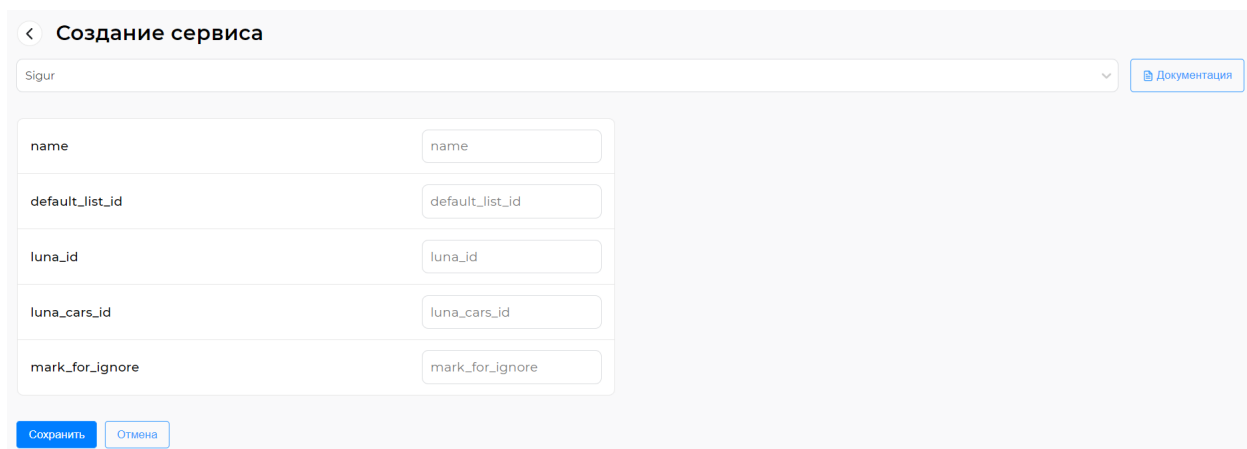 Создание сервиса
Sigur
Документация
name name
default_list_id default_list_id
luna_id luna_id
luna_cars_id luna_cars_id
mark_for_ignore mark_for_ignore
Сохранить Отмена